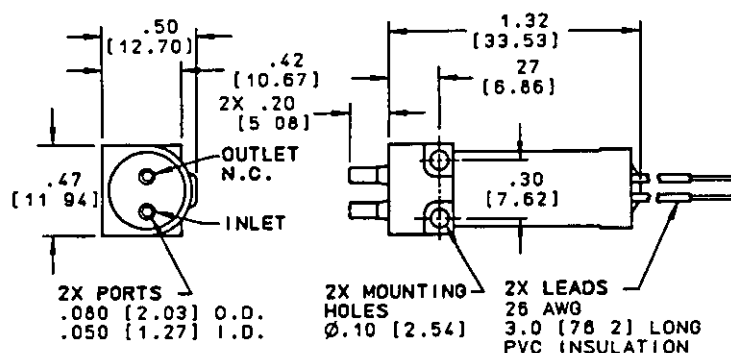 .50
[12.70]
.42
[10.67]
2X .20
[5 08]
1.32
[33.53]
27
[6.86]
.47
[11 94]
OUTLET
N.C.
INLET
.30
[7.62]
2X PORTS
.080 [2.03] O.D.
.050 [1.27] I.D.
2X MOUNTING
HOLES
Ø.10 [2.54]
2X LEADS
26 AWG
3.0 [76 2] LONG
PVC INSULATION